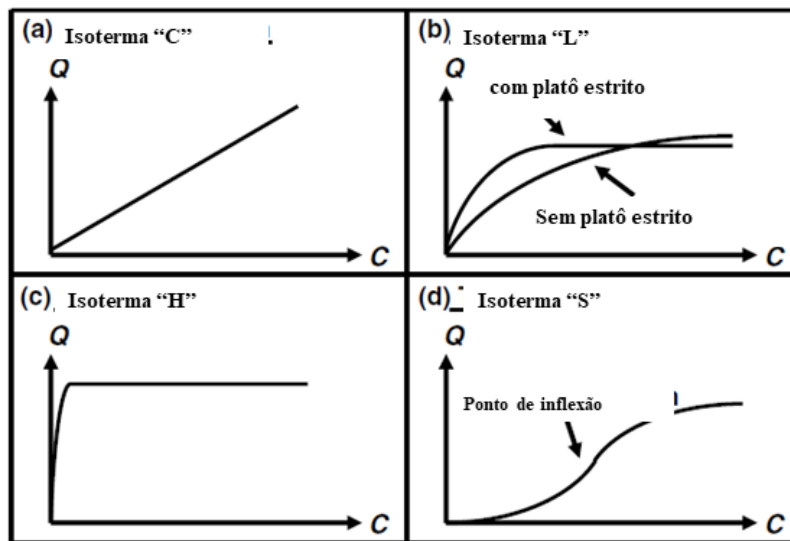 (a) Isoterma “C”
Q
C
(b) Isoterma “L”
Q
com platô estrito
Sem platô estrito
C
(c) Isoterma “H”
Q
C
(d) Isoterma “S”
Q
Ponto de inflexão
C